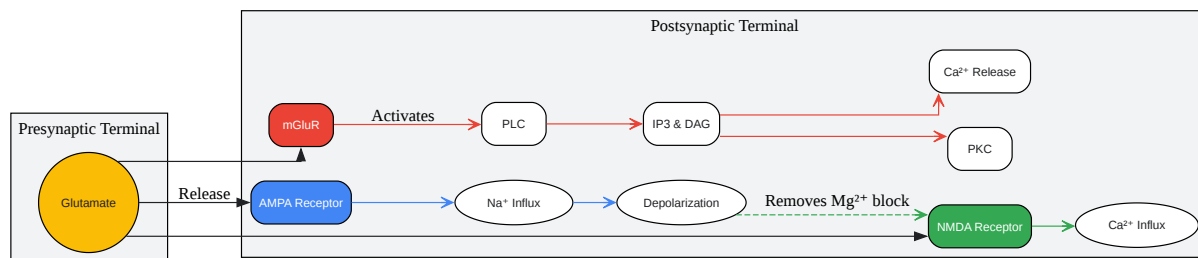 Postsynaptic Terminal
Ca²⁺ Release
Presynaptic Terminal
mGluR
Activates
PLC
IP3 & DAG
PKC
Glutamate
Release
AMPA Receptor
Na⁺ Influx
Depolarization
Removes Mg²⁺ block
NMDA Receptor
Ca²⁺ Influx